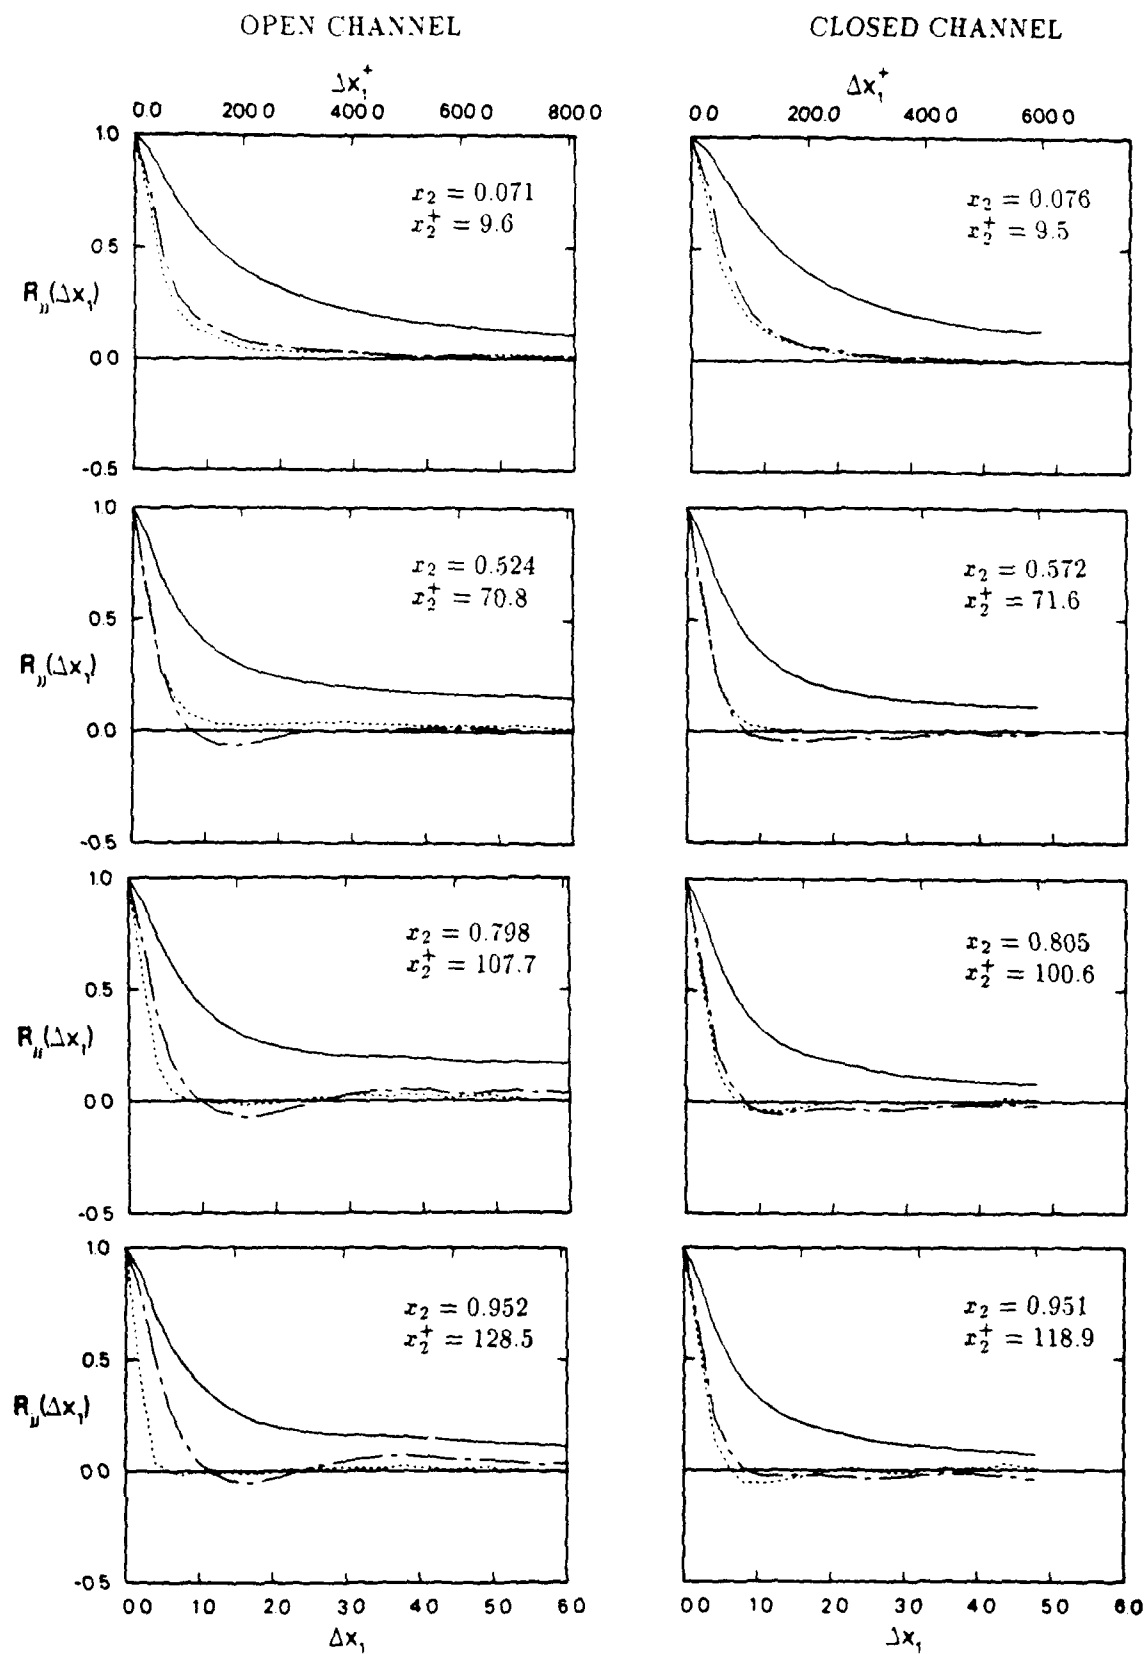 OPEN CHANNEL
CLOSED CHANNEL
Δx₁⁺
Δx₁⁺
0.0 200.0 400.0 600.0 800.0
0.0 200.0 400.0 600.0
1.0
x₂ = 0.071
x₂⁺ = 9.6
x₂ = 0.076
x₂⁺ = 9.5
0.5
R_jj(Δx₁)
0.0
-0.5
1.0
x₂ = 0.524
x₂⁺ = 70.8
x₂ = 0.572
x₂⁺ = 71.6
0.5
R_jj(Δx₁)
0.0
-0.5
1.0
x₂ = 0.798
x₂⁺ = 107.7
x₂ = 0.805
x₂⁺ = 100.6
0.5
R_jj(Δx₁)
0.0
-0.5
1.0
x₂ = 0.952
x₂⁺ = 128.5
x₂ = 0.951
x₂⁺ = 118.9
0.5
R_jj(Δx₁)
0.0
-0.5
0.0 1.0 2.0 3.0 4.0 5.0 6.0
0.0 1.0 2.0 3.0 4.0 5.0 6.0
Δx₁
Δx₁